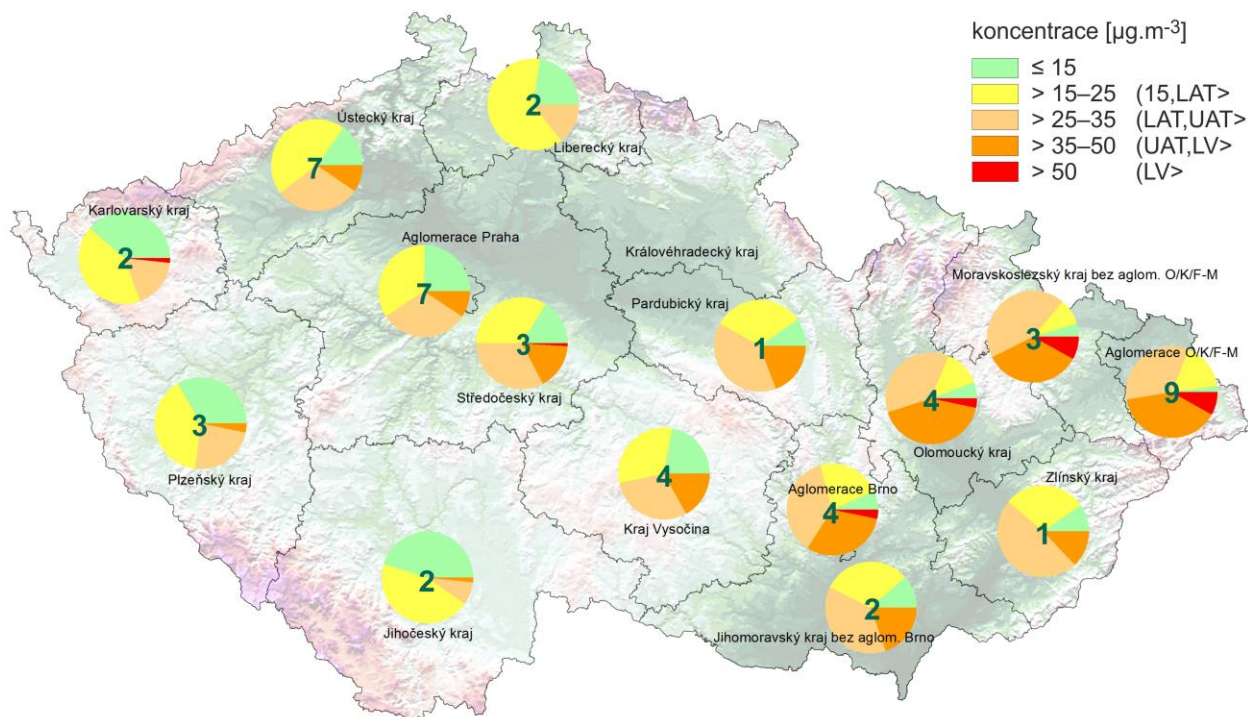 koncentrace [µg.m-3]
≤ 15
> 15–25 (15,LAT>
> 25–35 (LAT,UAT>
> 35–50 (UAT,LV>
> 50 (LV>
2
Liberecký kraj
Ústecký kraj
7
Karlovarský kraj
2
Aglomerace Praha
7
Královéhradecký kraj
Moravskoslezský kraj bez aglom. O/K/F-M
3
Pardubický kraj
1
3
Středočeský kraj
Aglomerace O/K/F-M
9
4
Olomoucký kraj
3
Plzeňský kraj
4
Kraj Vysočina
Aglomerace Brno
4
Zlínský kraj
1
2
Jihočeský kraj
2
Jihomoravský kraj bez aglom. Brno